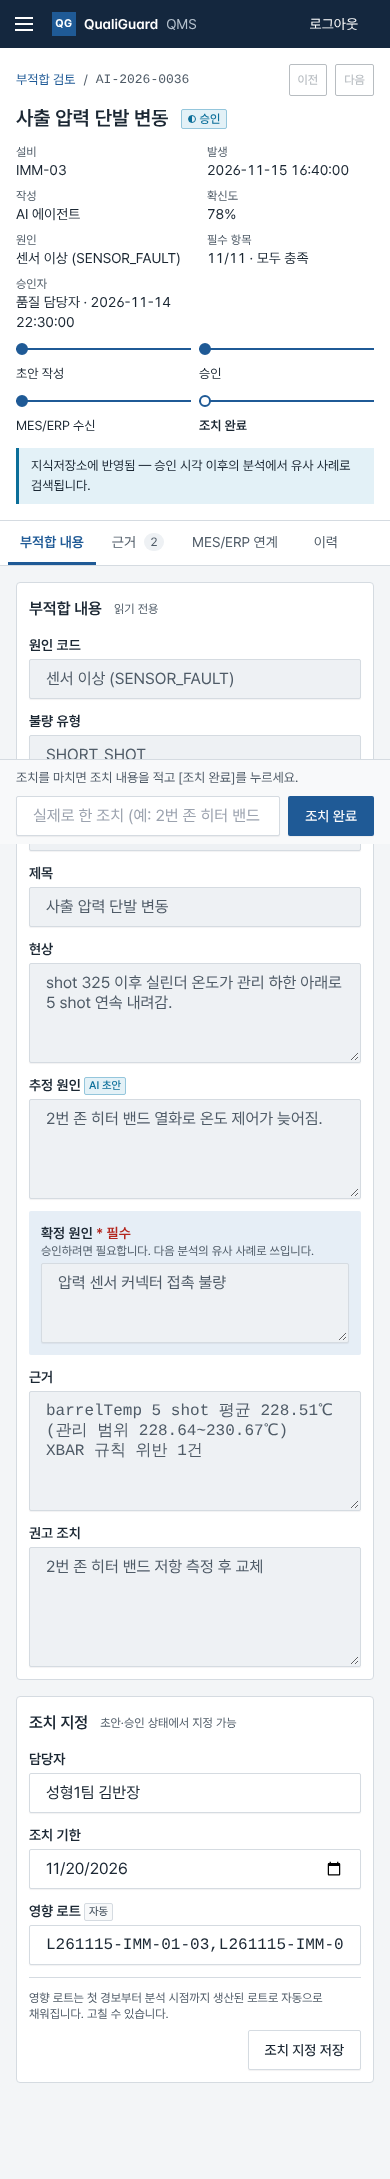 QG QualiGuard QMS 로그아웃
부적합 검토 / AI-2026-0036 이전 다음
사출 압력 단발 변동 승인
설비 발생
IMM-03 2026-11-15 16:40:00
작성 확신도
AI 에이전트 78%
원인 필수 항목
센서 이상 (SENSOR_FAULT) 11/11 · 모두 충족
승인자
품질 담당자 · 2026-11-14
22:30:00
초안 작성 승인
MES/ERP 수신 조치 완료
지식저장소에 반영됨 — 승인 시각 이후의 분석에서 유사 사례로
검색됩니다.
부적합 내용 근거 2 MES/ERP 연계 이력
부적합 내용 읽기 전용
원인 코드
센서 이상 (SENSOR_FAULT)
불량 유형
SHORT_SHOT
조치를 마치면 조치 내용을 적고 [조치 완료]를 누르세요.
실제로 한 조치 (예: 2번 존 히터 밴드 조치 완료
제목
사출 압력 단발 변동
현상
shot 325 이후 실린더 온도가 관리 하한 아래로
5 shot 연속 내려감.
추정 원인 AI 초안
2번 존 히터 밴드 열화로 온도 제어가 늦어짐.
확정 원인 * 필수
승인하려면 필요합니다. 다음 분석의 유사 사례로 쓰입니다.
압력 센서 커넥터 접촉 불량
근거
barrelTemp 5 shot 평균 228.51℃
(관리 범위 228.64~230.67℃)
XBAR 규칙 위반 1건
권고 조치
2번 존 히터 밴드 저항 측정 후 교체
조치 지정 초안·승인 상태에서 지정 가능
담당자
성형1팀 김반장
조치 기한
11/20/2026
영향 로트 자동
L261115-IMM-01-03,L261115-IMM-0
영향 로트는 첫 경보부터 분석 시점까지 생산된 로트로 자동으로
채워집니다. 고칠 수 있습니다.
조치 지정 저장